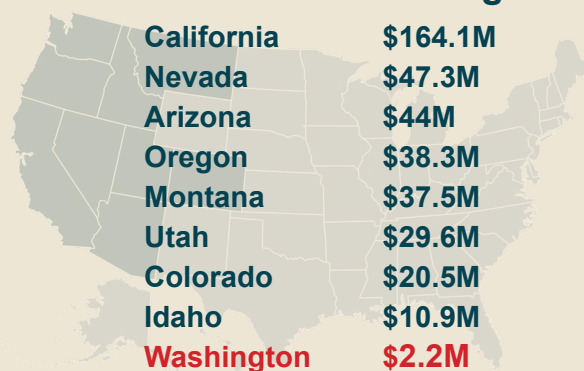 California $164.1M
Nevada $47.3M
Arizona $44M
Oregon $38.3M
Montana $37.5M
Utah $29.6M
Colorado $20.5M
Idaho $10.9M
Washington $2.2M